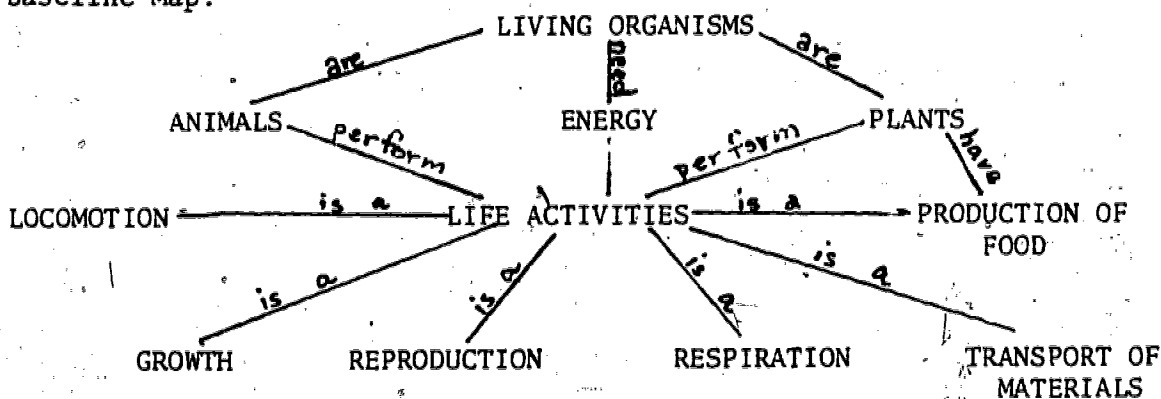 Baseline Map:
LIVING ORGANISMS
are
need
are
ANIMALS
ENERGY
PLANTS
perform
perform
have
LOCOMOTION
is a
LIFE ACTIVITIES
is a
PRODUCTION OF
FOOD
is a
is a
is a
is a
GROWTH
REPRODUCTION
RESPIRATION
TRANSPORT OF
MATERIALS